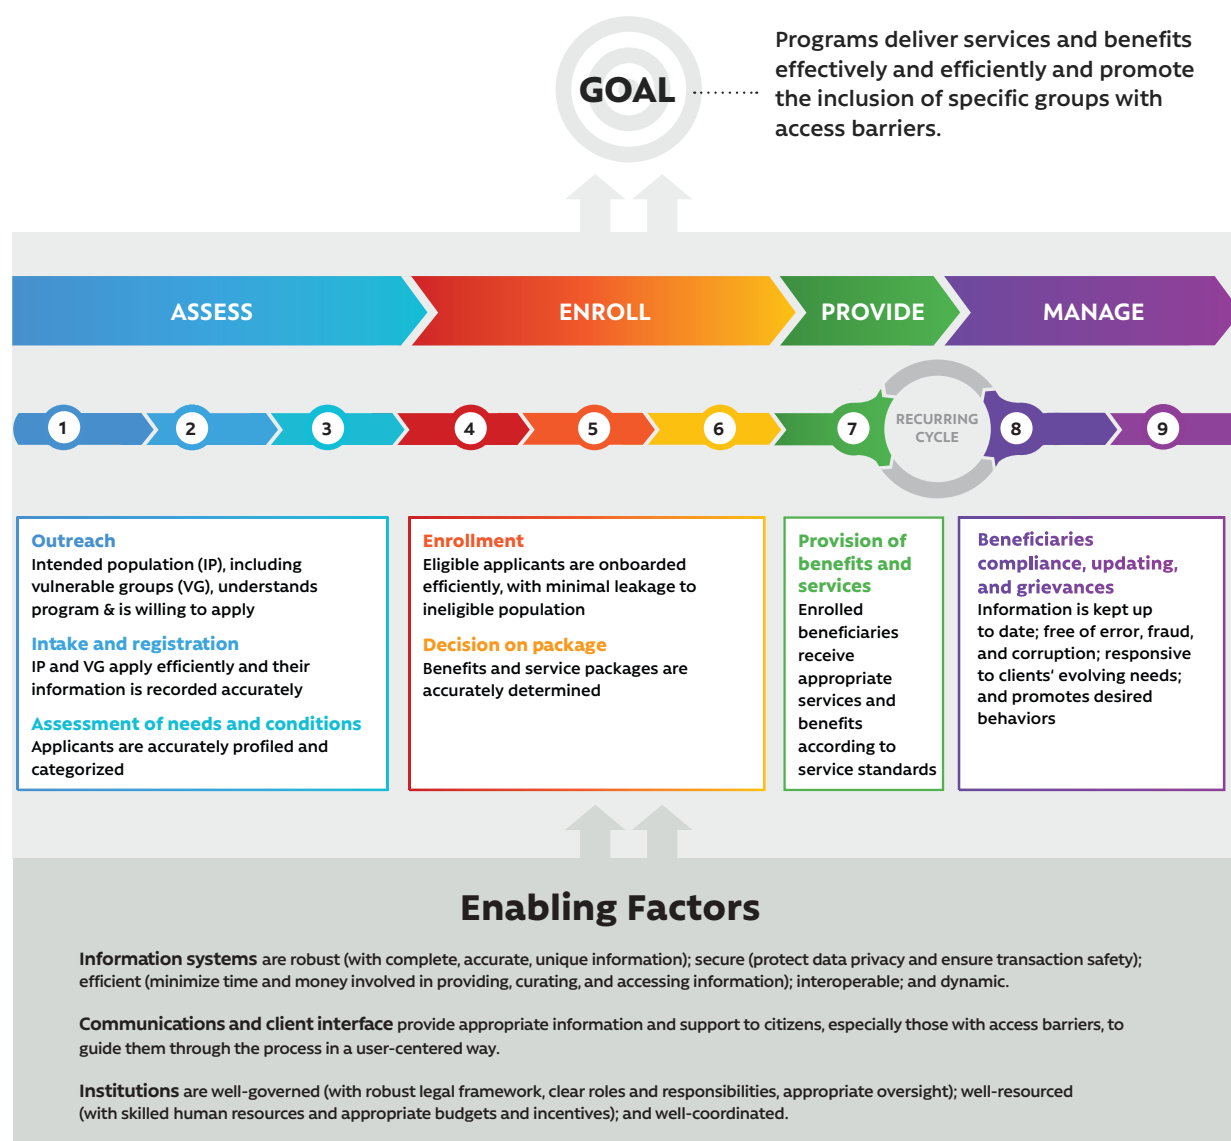 GOAL
Programs deliver services and benefits
effectively and efficiently and promote
the inclusion of specific groups with
access barriers.
ASSESS
ENROLL
PROVIDE
MANAGE
1
2
3
4
5
6
7
RECURRING
CYCLE
8
9
Outreach
Intended population (IP), including
vulnerable groups (VG), understands
program & is willing to apply
Intake and registration
IP and VG apply efficiently and their
information is recorded accurately
Assessment of needs and conditions
Applicants are accurately profiled and
categorized
Enrollment
Eligible applicants are onboarded
efficiently, with minimal leakage to
ineligible population
Decision on package
Benefits and service packages are
accurately determined
Provision of
benefits and
services
Enrolled
beneficiaries
receive
appropriate
services and
benefits
according to
service standards
Beneficiaries
compliance, updating,
and grievances
Information is kept up
to date; free of error, fraud,
and corruption; responsive
to clients‘ evolving needs;
and promotes desired
behaviors
Enabling Factors
Information systems are robust (with complete, accurate, unique information); secure (protect data privacy and ensure transaction safety);
efficient (minimize time and money involved in providing, curating, and accessing information); interoperable; and dynamic.
Communications and client interface provide appropriate information and support to citizens, especially those with access barriers, to
guide them through the process in a user-centered way.
Institutions are well-governed (with robust legal framework, clear roles and responsibilities, appropriate oversight); well-resourced
(with skilled human resources and appropriate budgets and incentives); and well-coordinated.